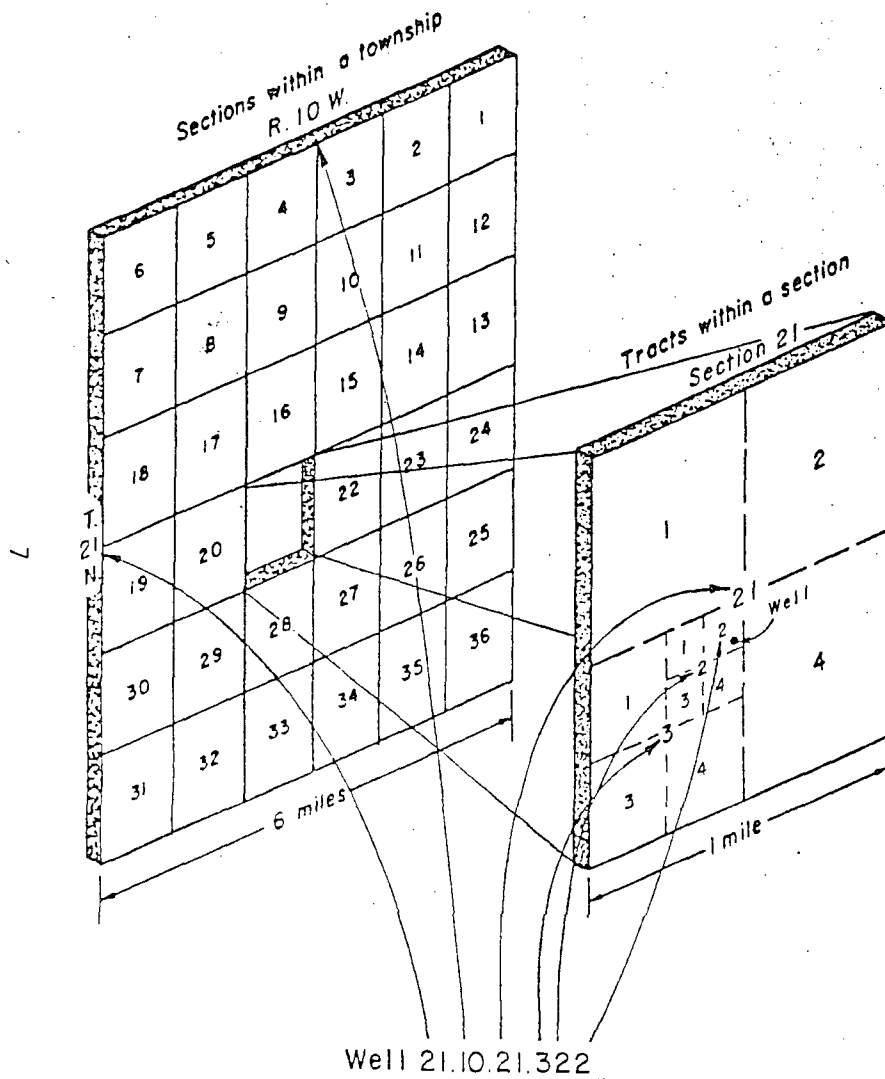 Sections within a township
R. 10 W.
6 5 4 3 2 1
7 8 9 10 11 12
18 17 16 15 14 13
T.
21
N.
19 20 22 23 24
30 29 28 27 26 25
31 32 33 34 35 36
6 miles
L
Tracts within a section
Section 21
1 2
21
Well
1 2
1 2 4
3 4
3
3 4
1 mile
Well 21.10.21.322